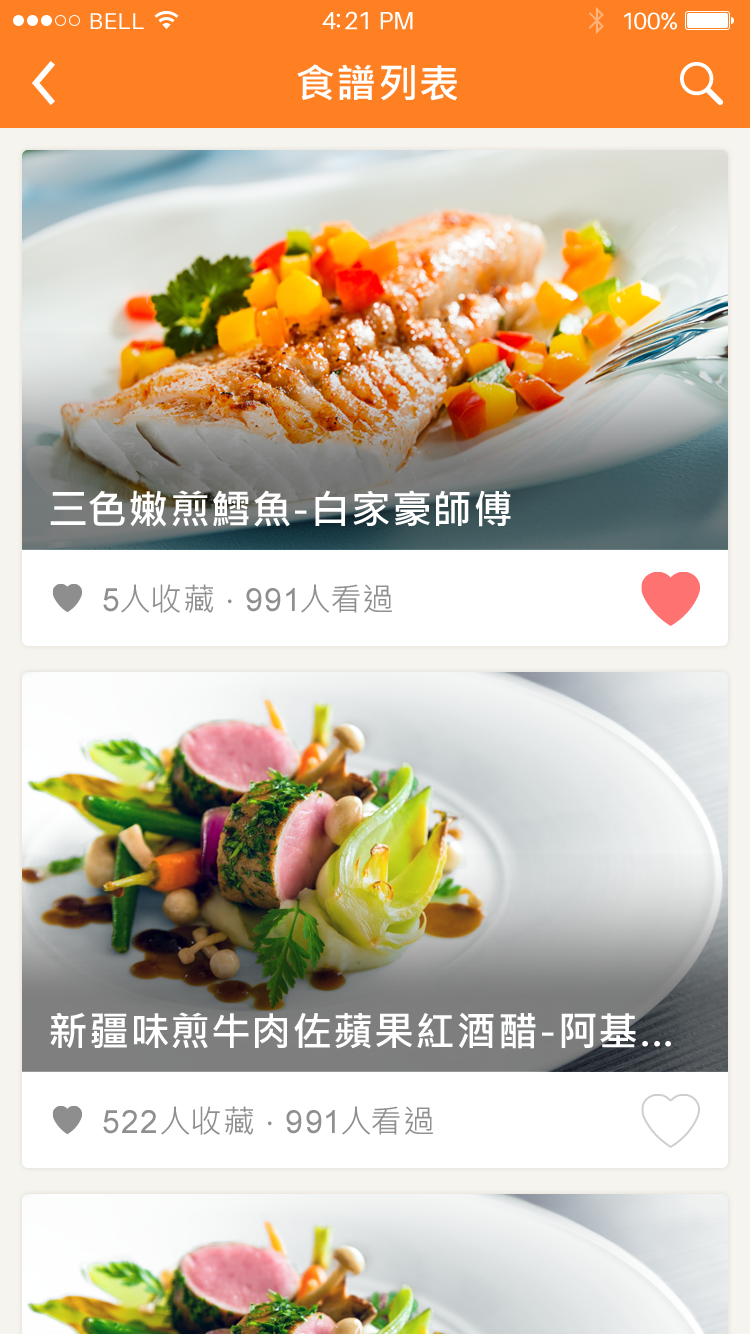 BELL 4:21 PM 100%
食譜列表
三色嫩煎鱈魚-白家豪師傅
5人收藏 · 991人看過
新疆味煎牛肉佐蘋果紅酒醋-阿基...
522人收藏 · 991人看過